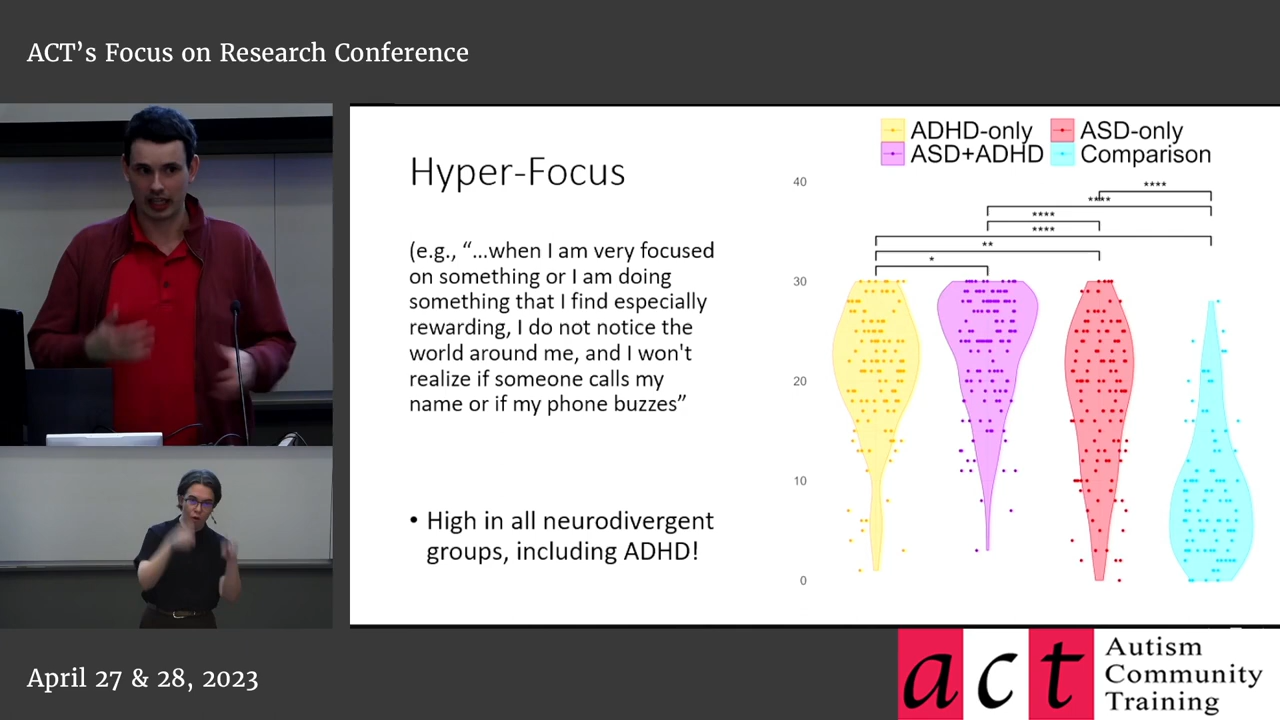 ACT's Focus on Research Conference
Hyper-Focus
(e.g., “...when I am very focused
on something or I am doing
something that I find especially
rewarding, I do not notice the
world around me, and I won't
realize if someone calls my
name or if my phone buzzes”
• High in all neurodivergent
groups, including ADHD!
ADHD-only
ASD-only
ASD+ADHD
Comparison
40
****
****
****
****
**
*
30
20
10
0
April 27 & 28, 2023
act
Autism
Community
Training